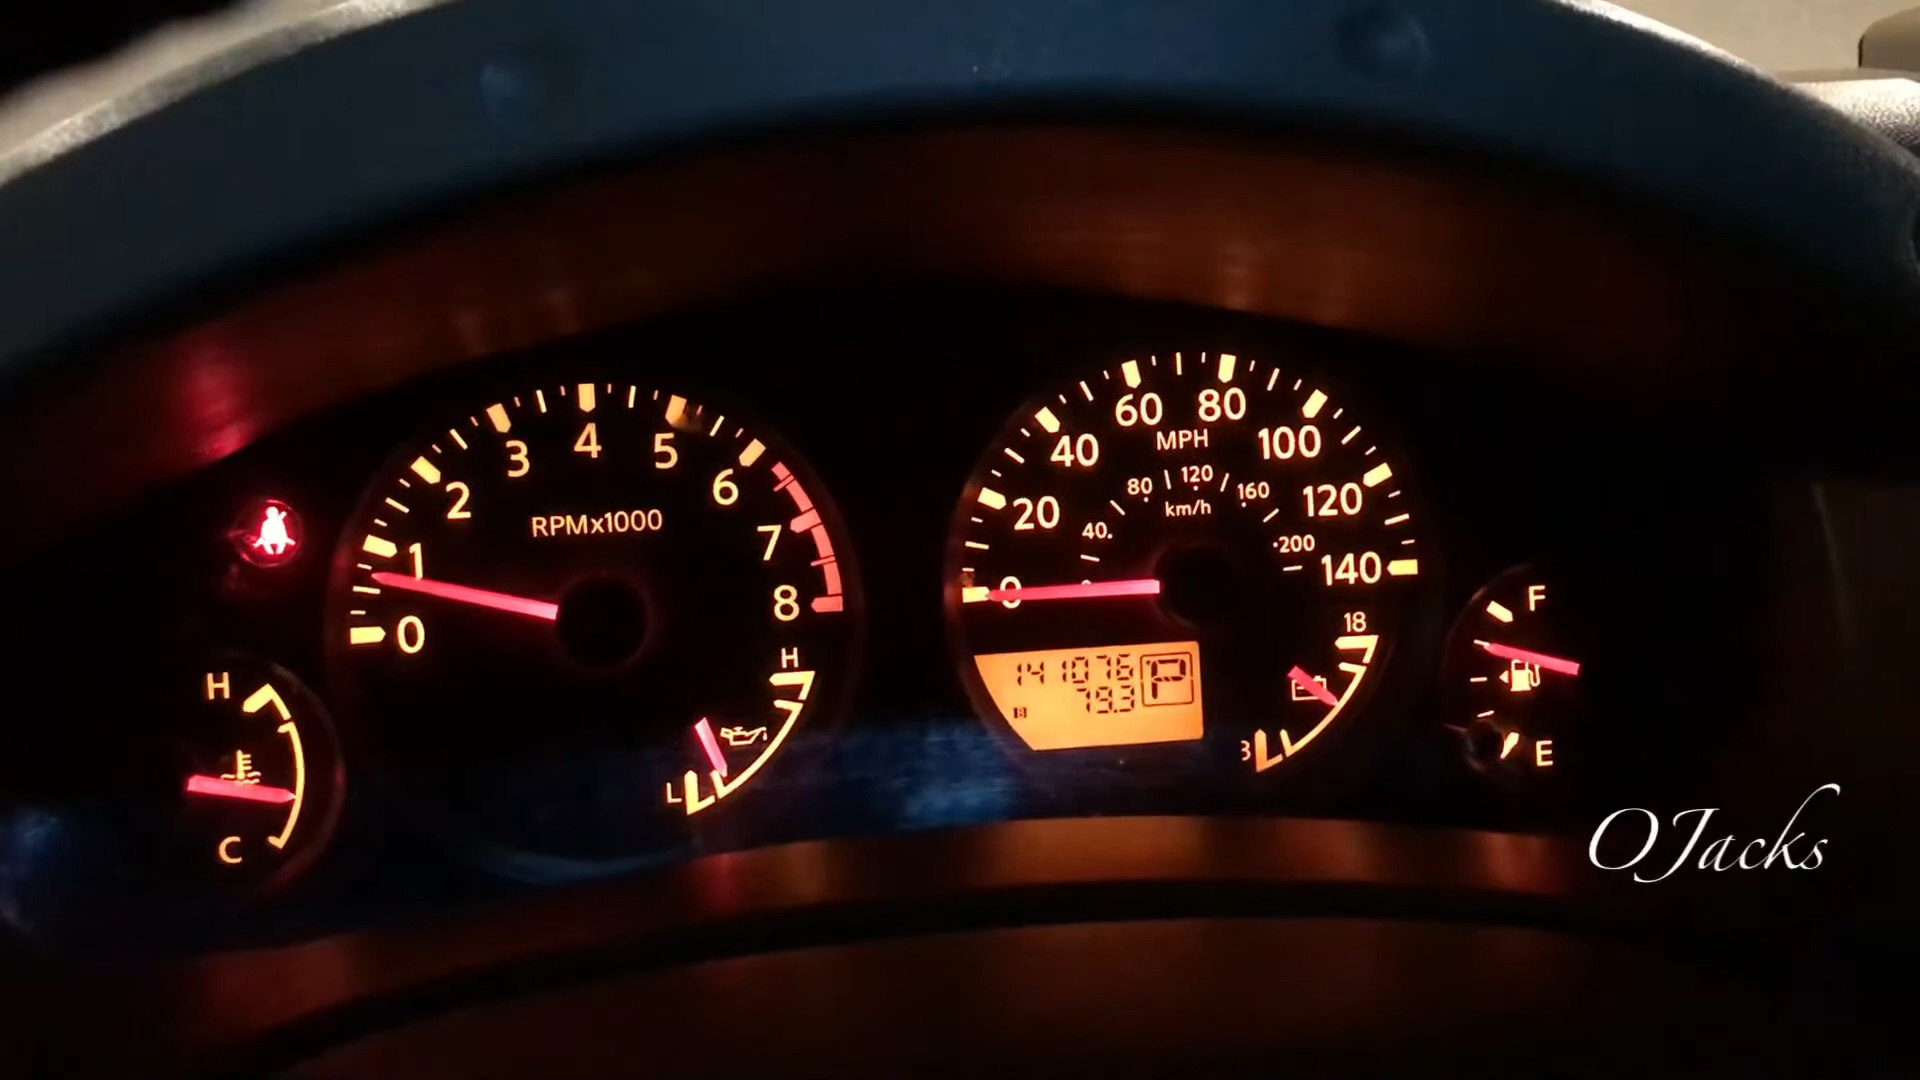 0 1 2 3 4 5 6 7 8
RPMx1000
0 20 40 60 80 100 120 140
MPH
40 80 120 160 200
km/h
H
C
H
L
141076 P
B 79.3
18
8
F
E
OJacks